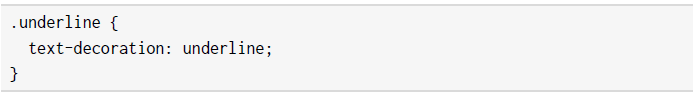 .underline {
  text-decoration: underline;
}